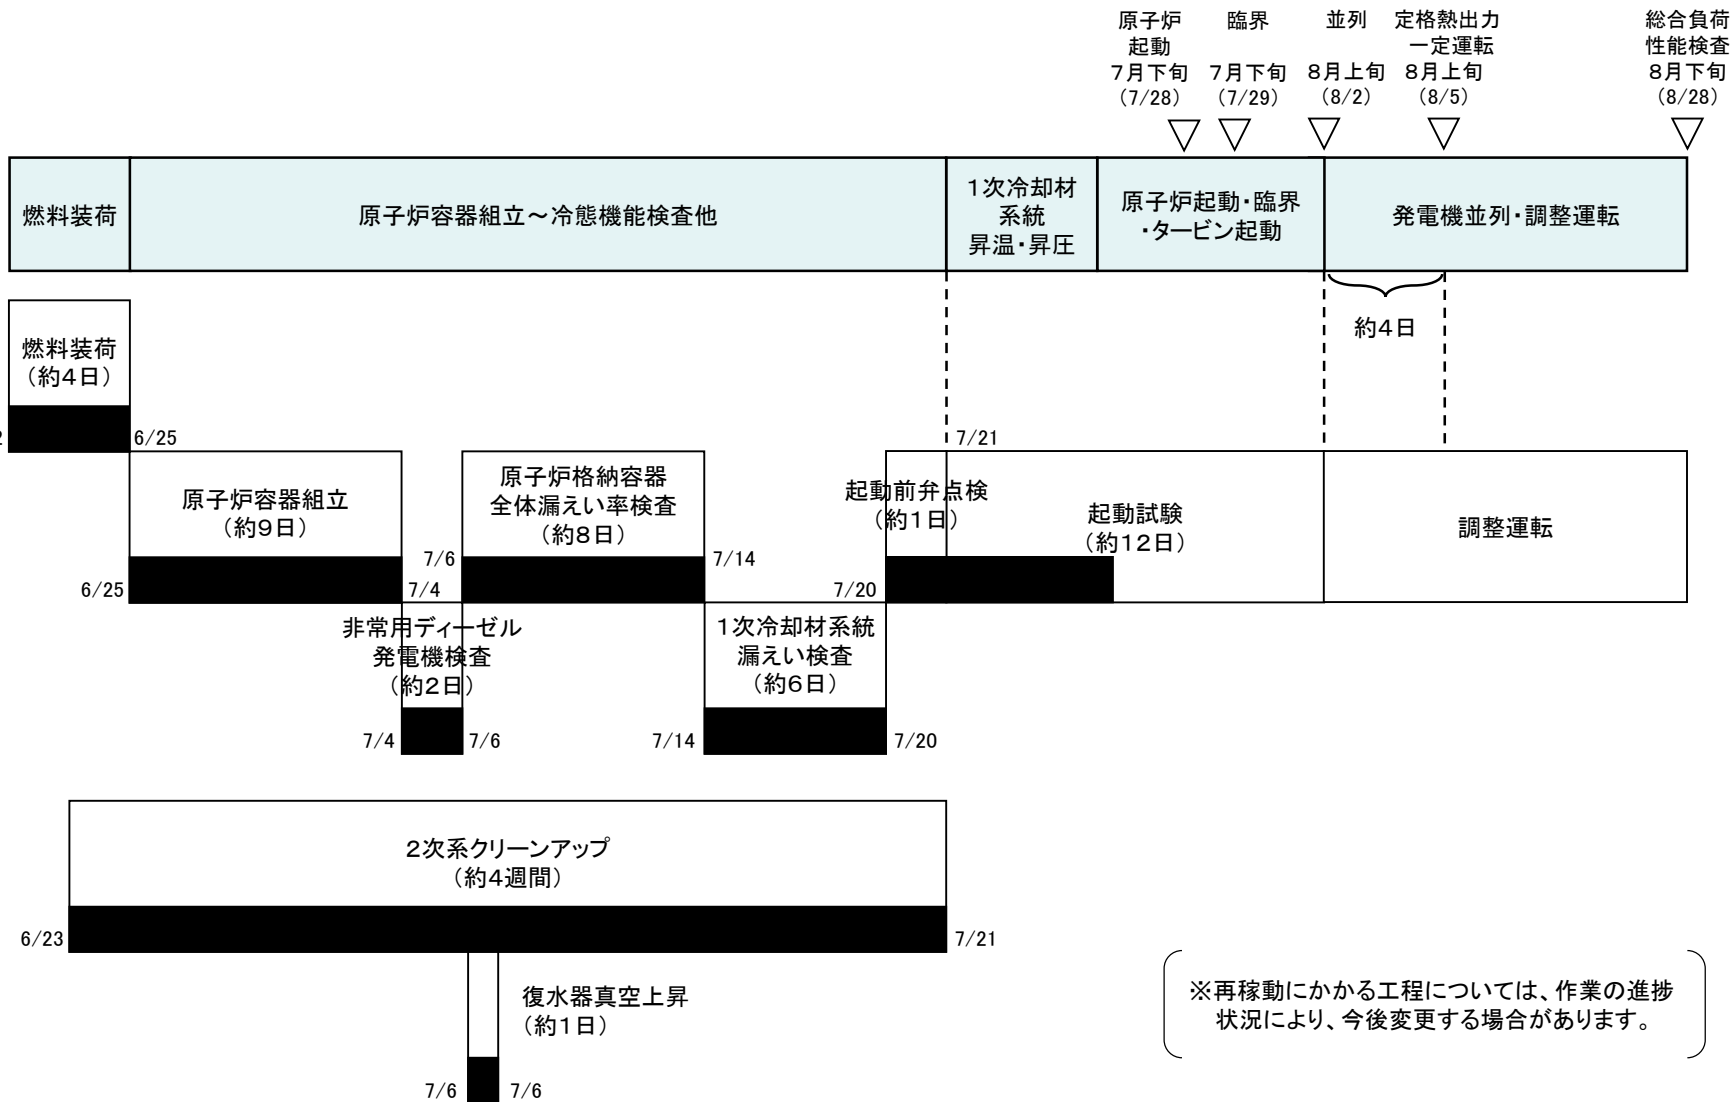 原子炉
起動
7月下旬
(7/28)
臨界
7月下旬
(7/29)
並列
8月上旬
(8/2)
定格熱出力
一定運転
8月上旬
(8/5)
総合負荷
性能検査
8月下旬
(8/28)
燃料装荷
原子炉容器組立～冷態機能検査他
1次冷却材
系統
昇温・昇圧
原子炉起動・臨界
・タービン起動
発電機並列・調整運転
約4日
燃料装荷
(約4日)
2
6/25
7/21
原子炉容器組立
(約9日)
6/25
7/4
原子炉格納容器
全体漏えい率検査
(約8日)
7/6
7/14
起動前弁点検
(約1日)
7/20
起動試験
(約12日)
調整運転
非常用ディーゼル
発電機検査
(約2日)
7/4
7/6
1次冷却材系統
漏えい検査
(約6日)
7/14
7/20
2次系クリーンアップ
(約4週間)
6/23
7/21
復水器真空上昇
(約1日)
7/6
7/6
※再稼動にかかる工程については、作業の進捗
状況により、今後変更する場合があります。